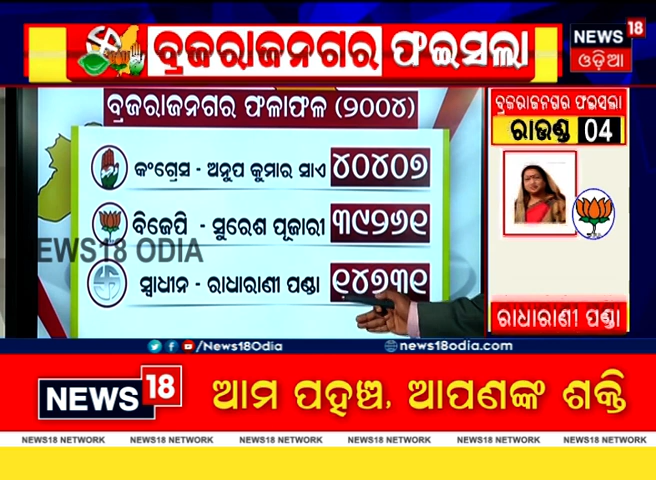 ବ୍ରଜରାଜନଗର ଫଇସଲା
NEWS 18
ଓଡ଼ିଆ
ବ୍ରଜରାଜନଗର ଫଳାଫଳ (୨୦୦୪)
କଂଗ୍ରେସ - ଅନୁପ କୁମାର ସାଏ ୪୦୪୦୭
ବିଜେପି - ସୁରେଶ ପୂଜାରୀ ୩୯୨୬୧
ସ୍ୱାଧୀନ - ରାଧାରାଣୀ ପଣ୍ଡା ୧୪୭୩୧
EWS18 ODIA
ବ୍ରଜରାଜନଗର ଫଇସଲା
ରାଉଣ୍ଡ 04
ରାଧାରାଣୀ ପଣ୍ଡା
/News18Odia
news18odia.com
NEWS 18
ଆମ ପହଞ୍ଚ, ଆପଣଙ୍କ ଶକ୍ତି
NEWS18 NETWORK NEWS18 NETWORK NEWS18 NETWORK NEWS18 NETWORK NEWS18 NETWORK NEWS18 NETWORK